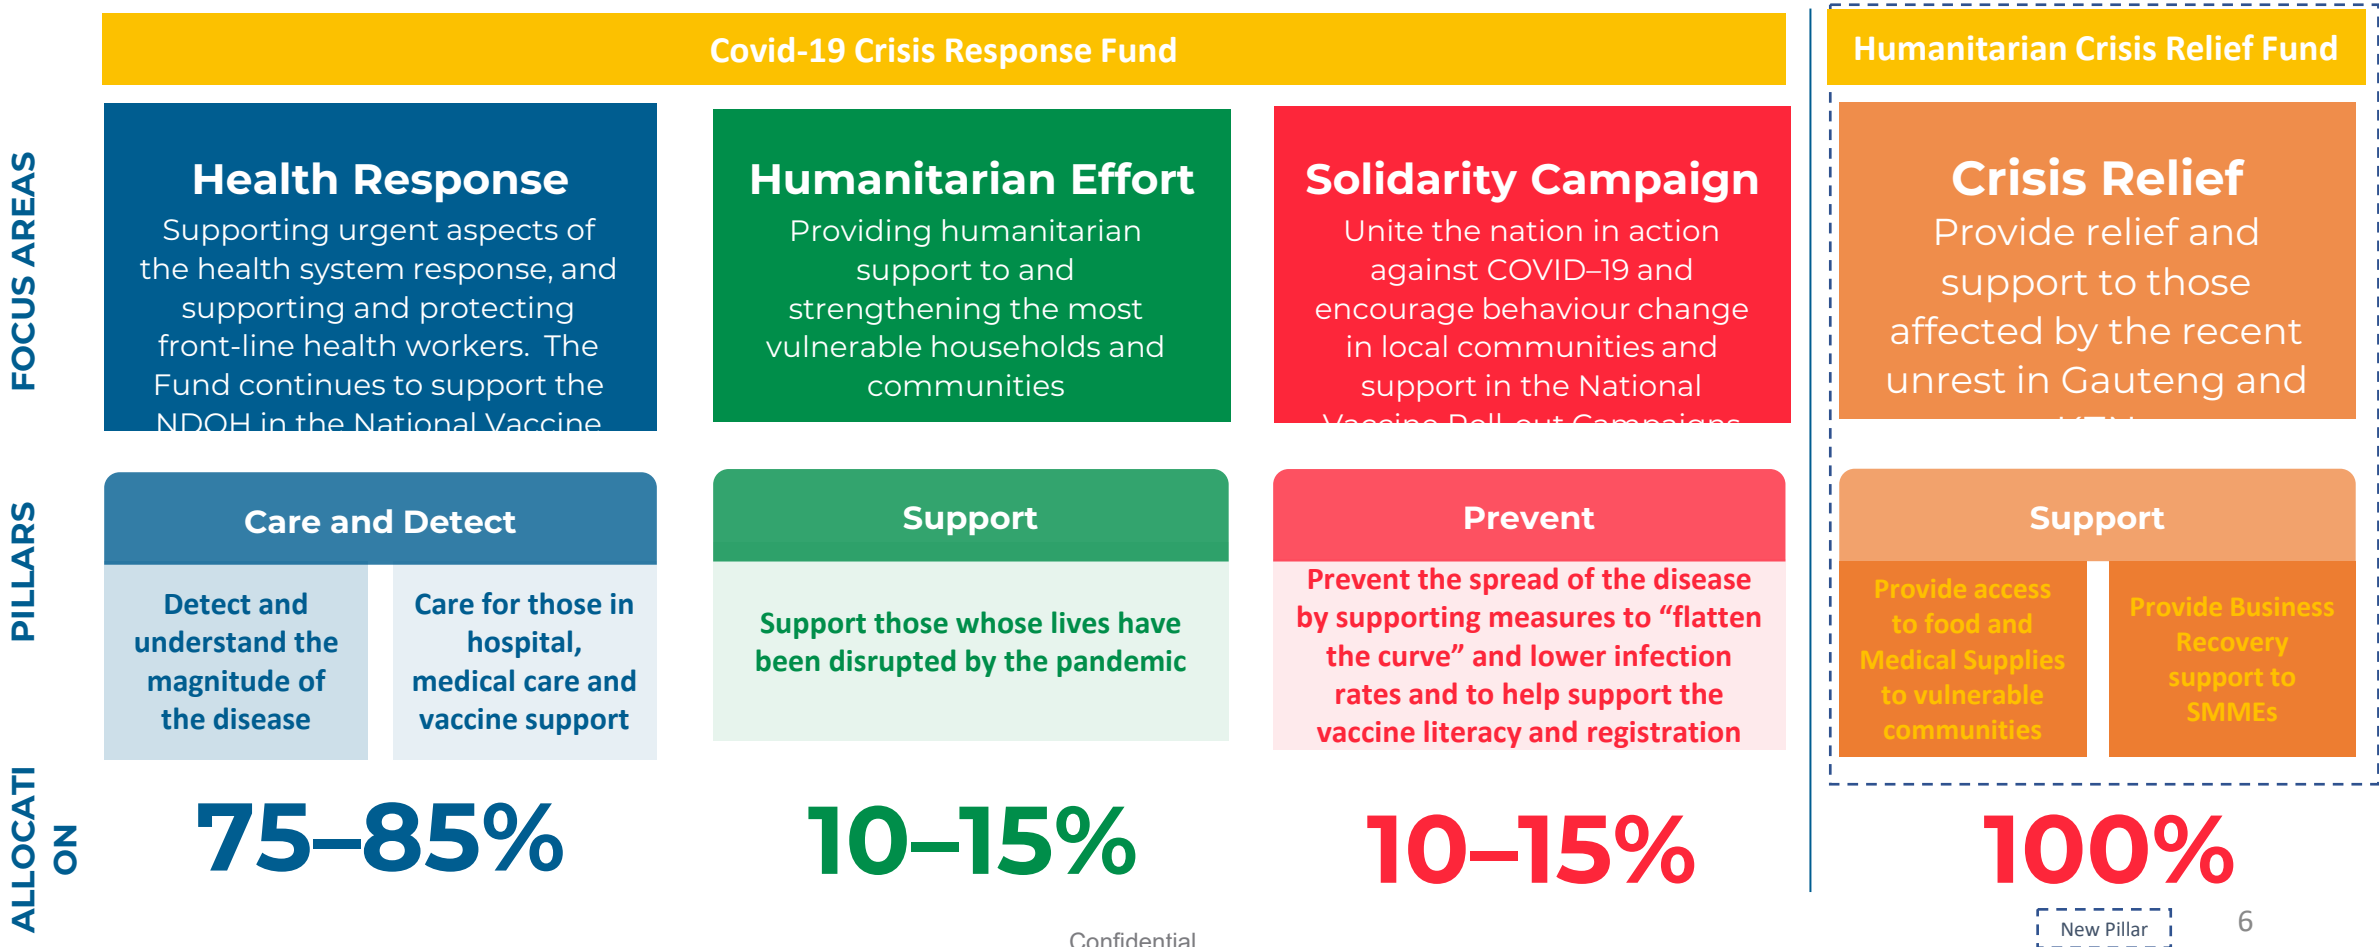 Covid-19 Crisis Response Fund
Humanitarian Crisis Relief Fund
FOCUS AREAS
Health Response
Supporting urgent aspects of
the health system response, and
supporting and protecting
front-line health workers. The
Fund continues to support the
NDOH in the National Vaccine
Humanitarian Effort
Providing humanitarian
support to and
strengthening the most
vulnerable households and
communities
Solidarity Campaign
Unite the nation in action
against COVID–19 and
encourage behaviour change
in local communities and
support in the National
Vaccine Roll-out Campaigns
Crisis Relief
Provide relief and
support to those
affected by the recent
unrest in Gauteng and
PILLARS
Care and Detect
Detect and
understand the
magnitude of
the disease
Care for those in
hospital,
medical care and
vaccine support
Support
Support those whose lives have
been disrupted by the pandemic
Prevent
Prevent the spread of the disease
by supporting measures to “flatten
the curve” and lower infection
rates and to help support the
vaccine literacy and registration
Support
Provide access
to food and
Medical Supplies
to vulnerable
communities
Provide Business
Recovery
support to
SMMEs
ALLOCATI
ON
75–85%
10–15%
10–15%
100%
Confidential
New Pillar
6